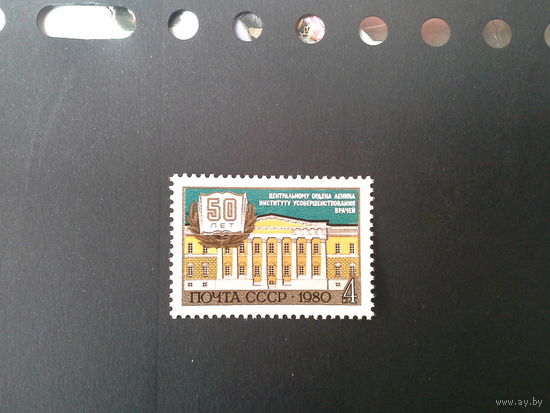 ЦЕНТРАЛЬНОМУ ОРДЕНА ЛЕНИНА
ИНСТИТУТУ УСОВЕРШЕНСТВОВАНИЯ
ВРАЧЕЙ
50
ЛЕТ
ПОЧТА СССР · 1980 4
www.ay.by